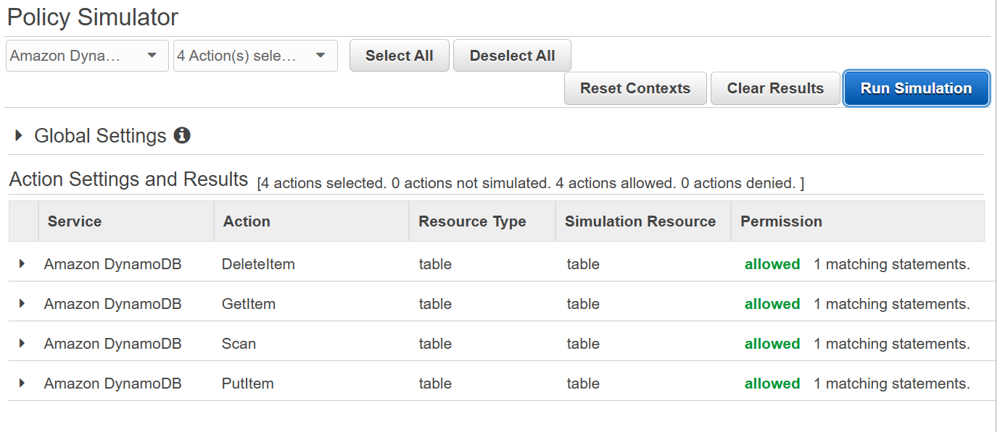 Policy Simulator
Amazon Dyna... 4 Action(s) sele... Select All Deselect All
Reset Contexts Clear Results Run Simulation
Global Settings
Action Settings and Results [4 actions selected. 0 actions not simulated. 4 actions allowed. 0 actions denied. ]
Service Action Resource Type Simulation Resource Permission
Amazon DynamoDB DeleteItem table table allowed 1 matching statements.
Amazon DynamoDB GetItem table table allowed 1 matching statements.
Amazon DynamoDB Scan table table allowed 1 matching statements.
Amazon DynamoDB PutItem table table allowed 1 matching statements.